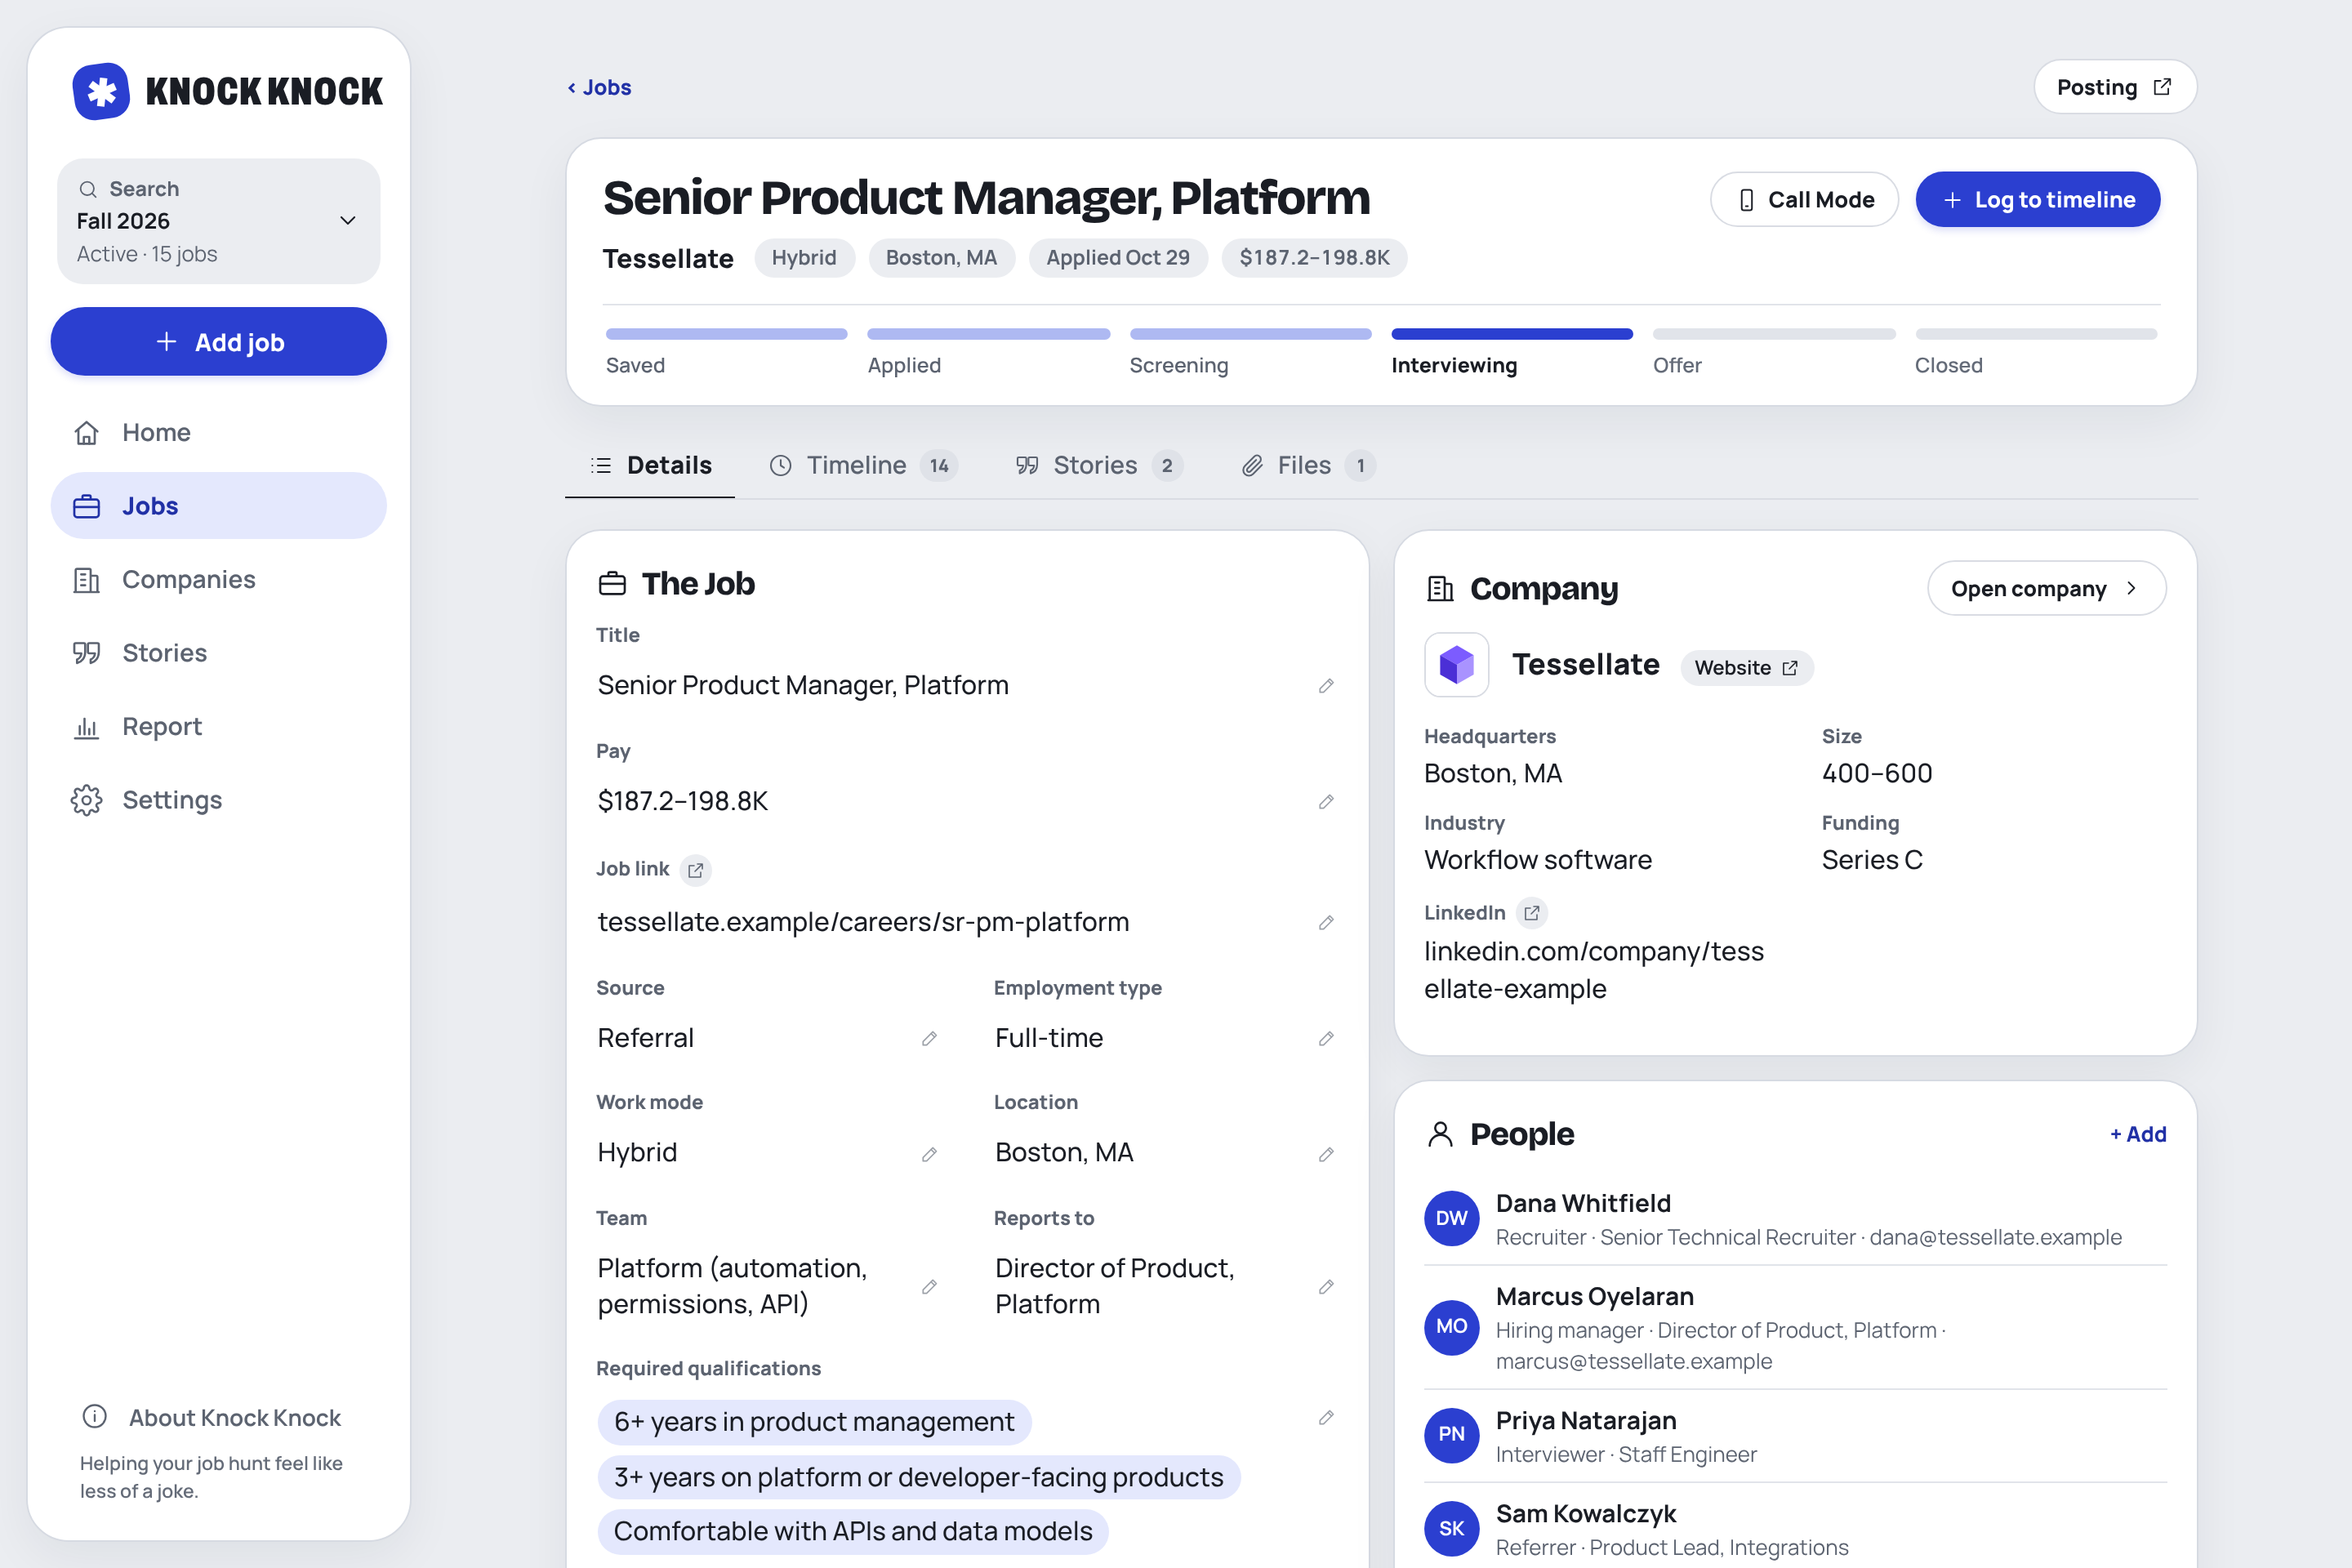 KNOCK KNOCK
Search
Fall 2026
Active · 15 jobs
+ Add job
Home
Jobs
Companies
Stories
Report
Settings
About Knock Knock
Helping your job hunt feel like
less of a joke.
‹ Jobs
Posting
Senior Product Manager, Platform
Call Mode
+ Log to timeline
Tessellate
Hybrid
Boston, MA
Applied Oct 29
$187.2–198.8K
Saved
Applied
Screening
Interviewing
Offer
Closed
Details
Timeline 14
Stories 2
Files 1
The Job
Title
Senior Product Manager, Platform
Pay
$187.2–198.8K
Job link
tessellate.example/careers/sr-pm-platform
Source
Referral
Employment type
Full-time
Work mode
Hybrid
Location
Boston, MA
Team
Platform (automation,
permissions, API)
Reports to
Director of Product,
Platform
Required qualifications
6+ years in product management
3+ years on platform or developer-facing products
Comfortable with APIs and data models
Company
Open company
Tessellate
Website
Headquarters
Boston, MA
Size
400–600
Industry
Workflow software
Funding
Series C
LinkedIn
linkedin.com/company/tess
ellate-example
People
+ Add
DW
Dana Whitfield
Recruiter · Senior Technical Recruiter · dana@tessellate.example
MO
Marcus Oyelaran
Hiring manager · Director of Product, Platform ·
marcus@tessellate.example
PN
Priya Natarajan
Interviewer · Staff Engineer
SK
Sam Kowalczyk
Referrer · Product Lead, Integrations